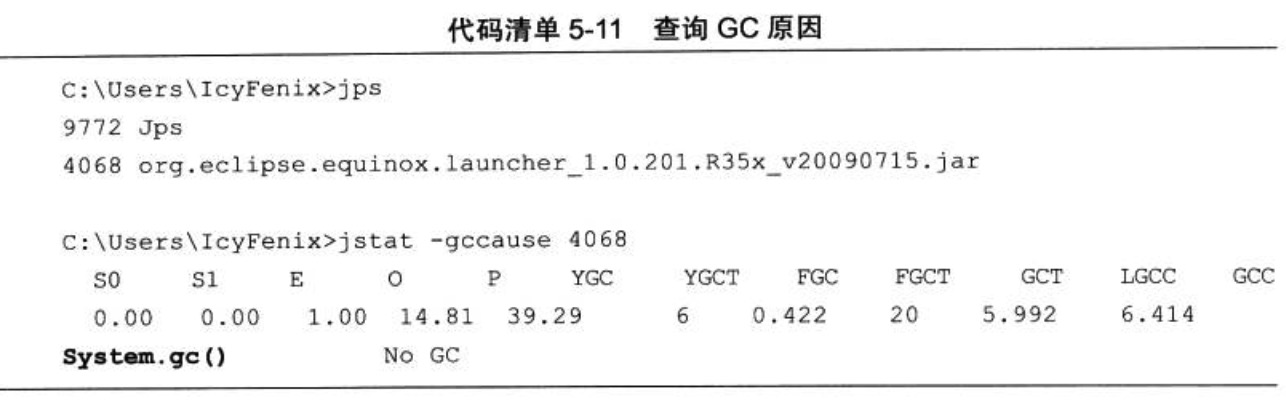 代码清单 5-11 查询 GC 原因
C:\Users\IcyFenix>jps
9772 Jps
4068 org.eclipse.equinox.launcher_1.0.201.R35x_v20090715.jar
C:\Users\IcyFenix>jstat -gccause 4068
S0 S1 E O P YGC YGCT FGC FGCT GCT LGCC GCC
0.00 0.00 1.00 14.81 39.29 6 0.422 20 5.992 6.414
System.gc() No GC